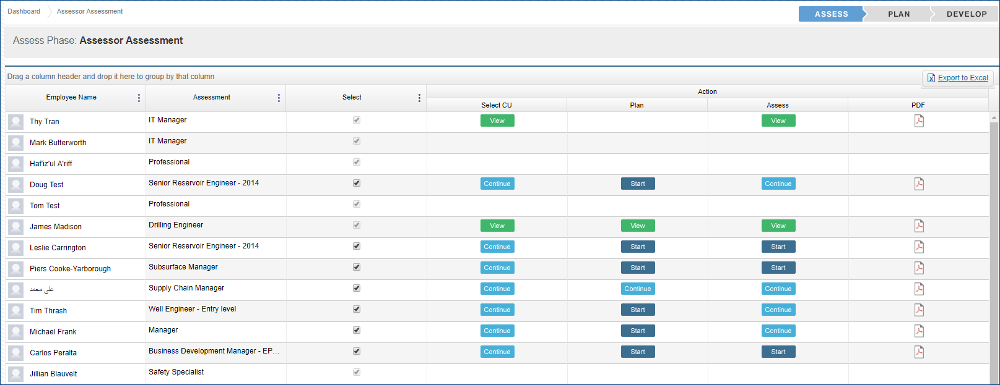 Dashboard Assessor Assessment
ASSESS PLAN DEVELOP
Assess Phase: Assessor Assessment
Drag a column header and drop it here to group by that column
Export to Excel
Employee Name Assessment Select Action
Select CU Plan Assess PDF
Thy Tran IT Manager View View
Mark Butterworth IT Manager
Haf'iz'ul A'riff Professional
Doug Test Senior Reservoir Engineer - 2014 Continue Start Continue
Tom Test Professional
James Madison Drilling Engineer View View View
Leslie Carrington Senior Reservoir Engineer - 2014 Continue Start Start
Piers Cooke-Yarborough Subsurface Manager Continue Start Start
على محمد Supply Chain Manager Continue Continue Continue
Tim Thrash Well Engineer - Entry level Continue Start Continue
Michael Frank Manager Continue Start Continue
Carlos Peralta Business Development Manager - EP... Continue Start Start
Jillian Blauvelt Safety Specialist